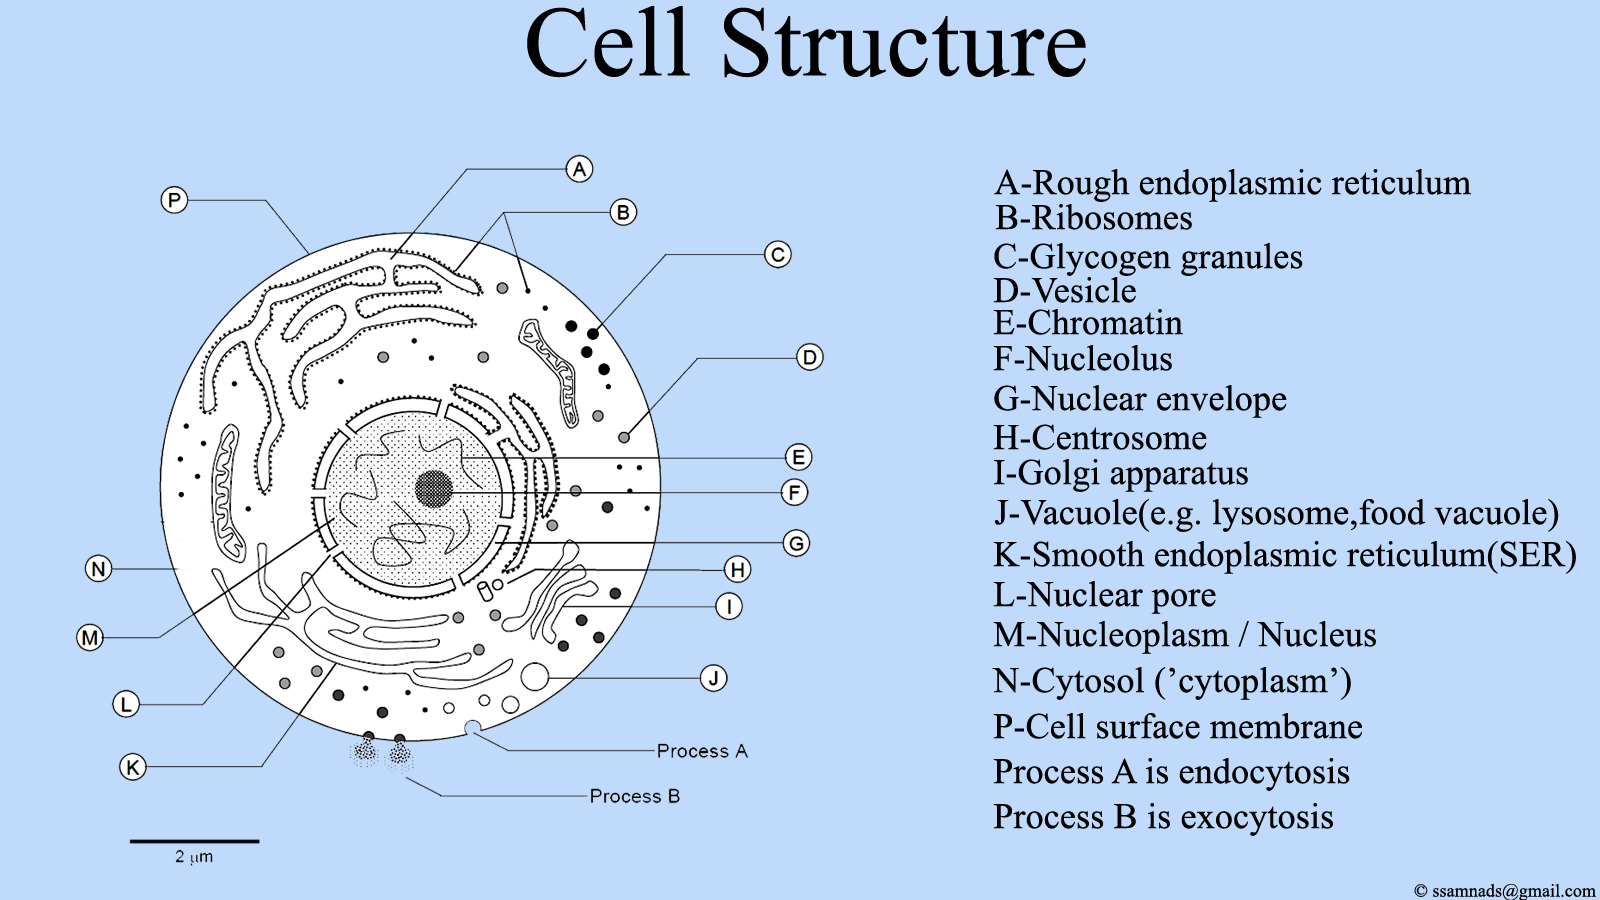 Cell Structure
A
P
B
C
D
E
F
G
N
H
I
M
J
L
K
Process A
Process B
2 μm
A-Rough endoplasmic reticulum
B-Ribosomes
C-Glycogen granules
D-Vesicle
E-Chromatin
F-Nucleolus
G-Nuclear envelope
H-Centrosome
I-Golgi apparatus
J-Vacuole(e.g. lysosome,food vacuole)
K-Smooth endoplasmic reticulum(SER)
L-Nuclear pore
M-Nucleoplasm / Nucleus
N-Cytosol (’cytoplasm’)
P-Cell surface membrane
Process A is endocytosis
Process B is exocytosis
© ssamnads@gmail.com